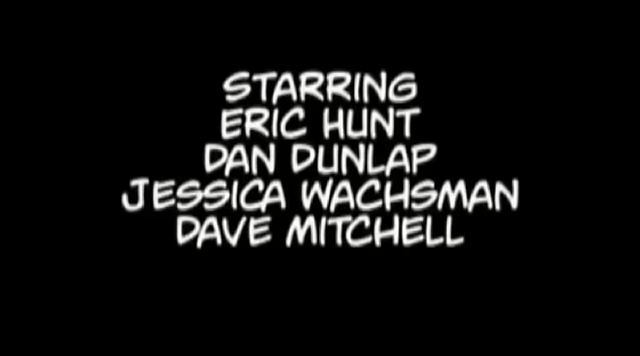 STARRING
ERIC HUNT
DAN DUNLAP
JESSICA WACHSMAN
DAVE MITCHELL